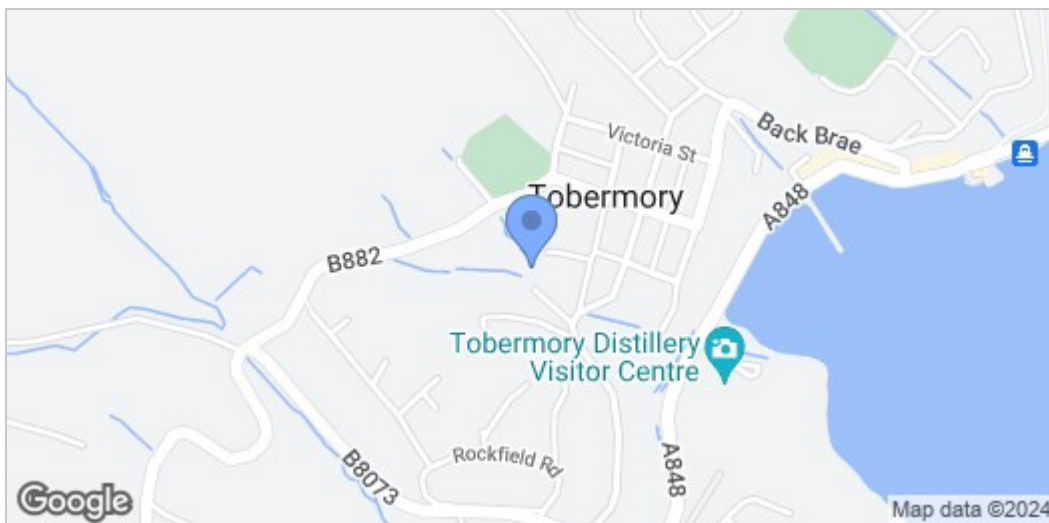 Victoria St
Back Brae
Tobermory
A848
B882
Tobermory Distillery
Visitor Centre
Rockfield Rd
B8073
A848
Google
Map data ©2024